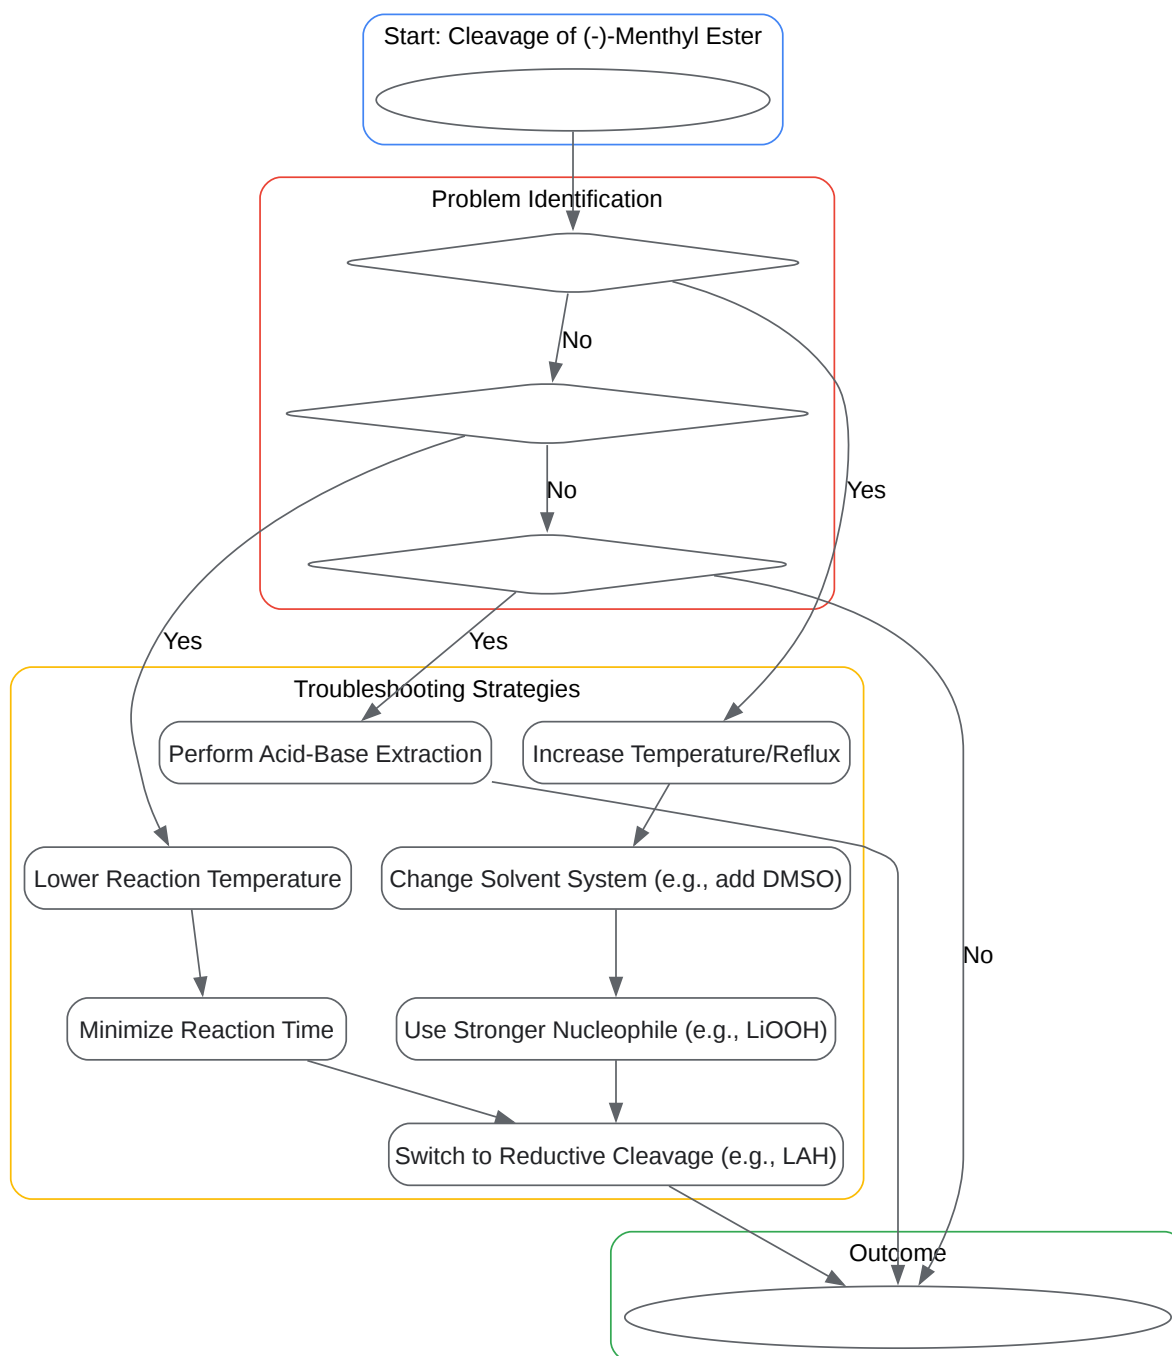 Start: Cleavage of (-)-Menthyl Ester
Problem Identification
No
No
Yes
Yes
Yes
Troubleshooting Strategies
Perform Acid-Base Extraction
Increase Temperature/Reflux
Lower Reaction Temperature
Change Solvent System (e.g., add DMSO)
No
Minimize Reaction Time
Use Stronger Nucleophile (e.g., LiOOH)
Switch to Reductive Cleavage (e.g., LAH)
Outcome